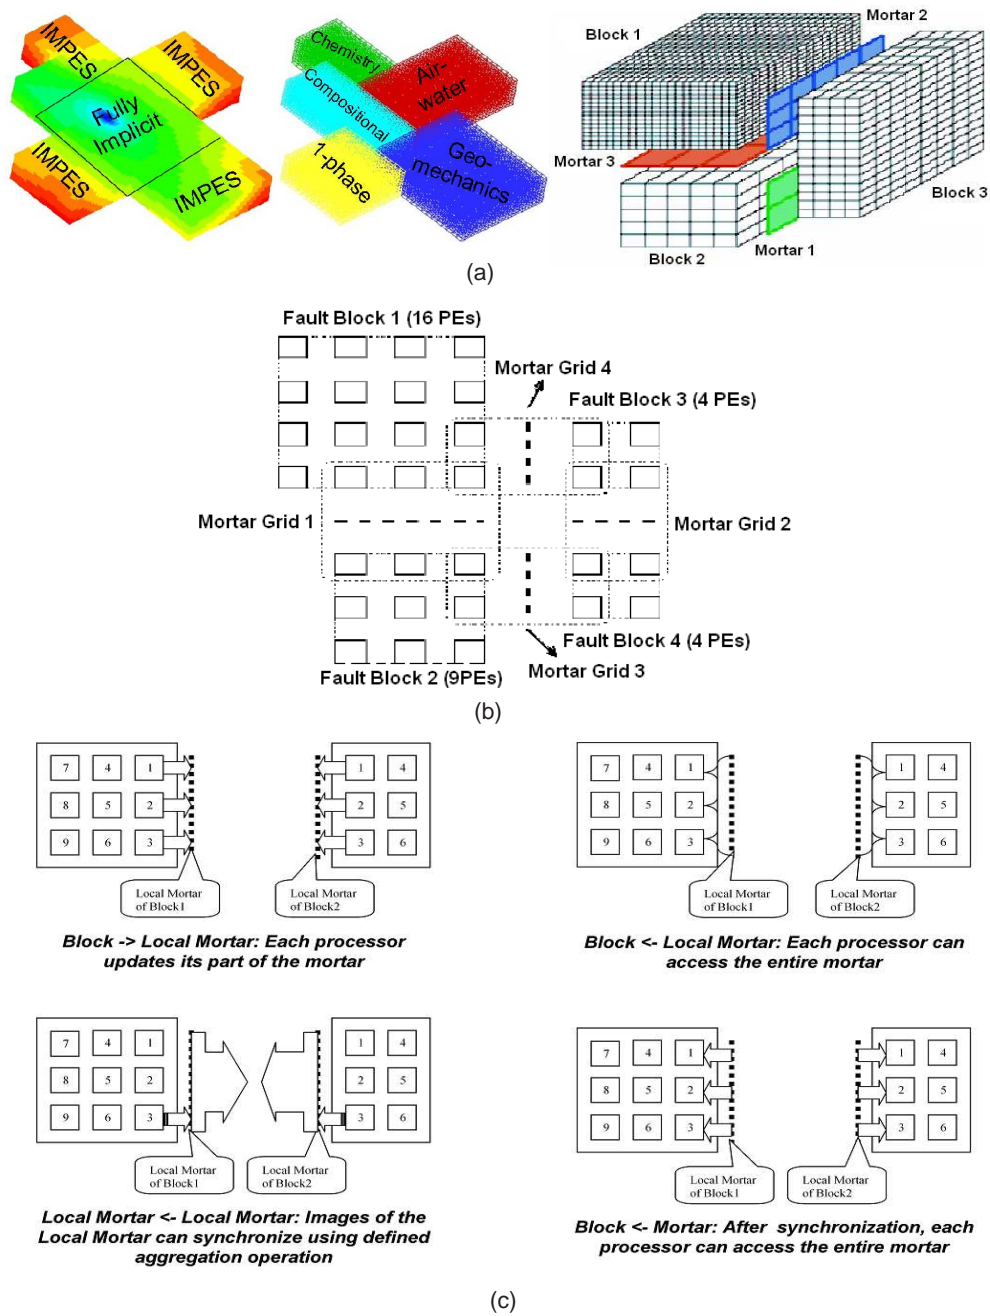 IMPES
IMPES
Fully
Implicit
IMPES
IMPES
Chemistry
Air-
water
Compositional
1-phase
Geo-
mechanics
Mortar 2
Block 1
Mortar 3
Block 3
Block 2
Mortar 1
(a)
Fault Block 1 (16 PEs)
Mortar Grid 4
Fault Block 3 (4 PEs)
Mortar Grid 1
Mortar Grid 2
Fault Block 4 (4 PEs)
Mortar Grid 3
Fault Block 2 (9PEs)
(b)
7 4 1
8 5 2
9 6 3
1 4
2 5
3 6
Local Mortar
of Block1
Local Mortar
of Block2
Block -> Local Mortar: Each processor
updates its part of the mortar
7 4 1
8 5 2
9 6 3
1 4
2 5
3 6
Local Mortar
of Block1
Local Mortar
of Block2
Block <- Local Mortar: Each processor can
access the entire mortar
7 4 1
8 5 2
9 6 3
1 4
2 5
3 6
Local Mortar
of Block1
Local Mortar
of Block2
Local Mortar <- Local Mortar: Images of the
Local Mortar can synchronize using defined
aggregation operation
7 4 1
8 5 2
9 6 3
1 4
2 5
3 6
Local Mortar
of Block1
Local Mortar
of Block2
Block <- Mortar: After synchronization, each
processor can access the entire mortar
(c)